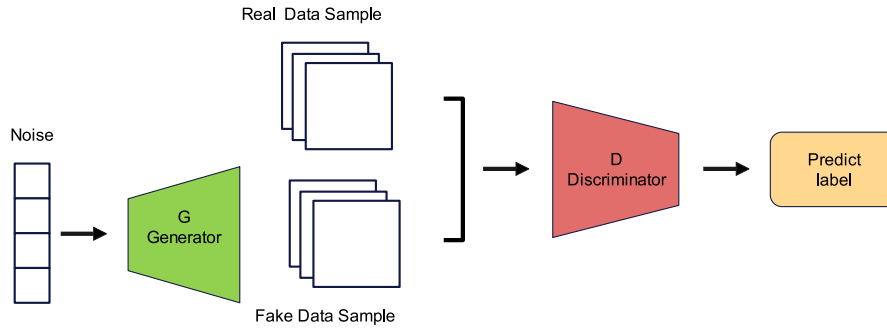 Real Data Sample
Noise
G
Generator
Fake Data Sample
D
Discriminator
Predict
label